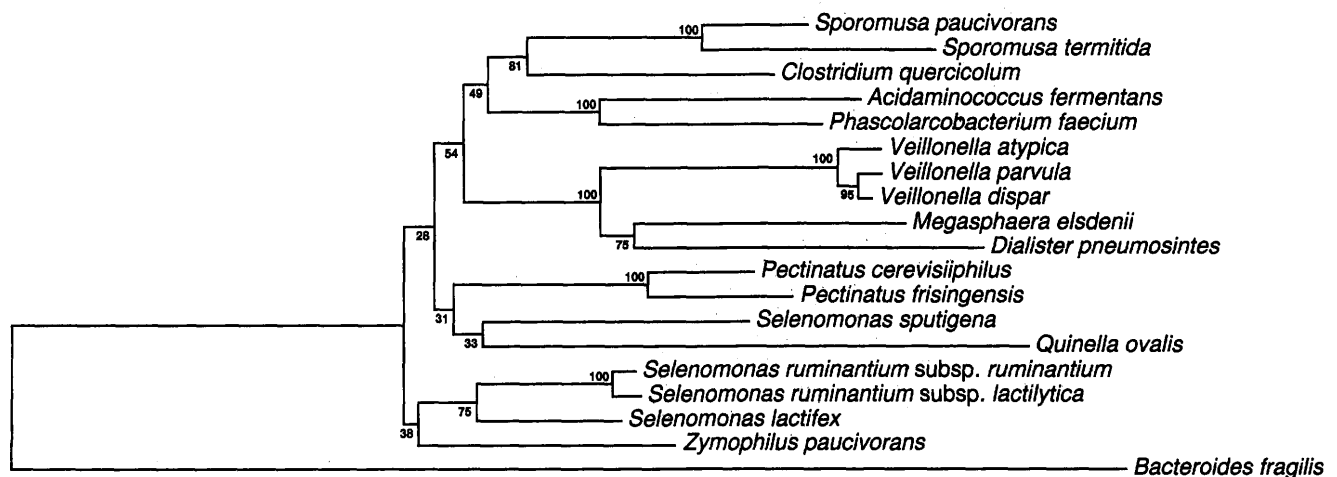 100 Sporomusa paucivorans
Sporomusa termitida
81
Clostridium quercicolum
49
100 Acidaminococcus fermentans
Phascolarcobacterium faecium
54
100 Veillonella atypica
Veillonella parvula
95 Veillonella dispar
100
Megasphaera elsdenii
75
Dialister pneumosintes
28
100 Pectinatus cerevisiiphilus
Pectinatus frisingensis
31
Selenomonas sputigena
33
Quinella ovalis
100 Selenomonas ruminantium subsp. ruminantium
Selenomonas ruminantium subsp. lactilytica
75
Selenomonas lactifex
38
Zymophilus paucivorans
Bacteroides fragilis